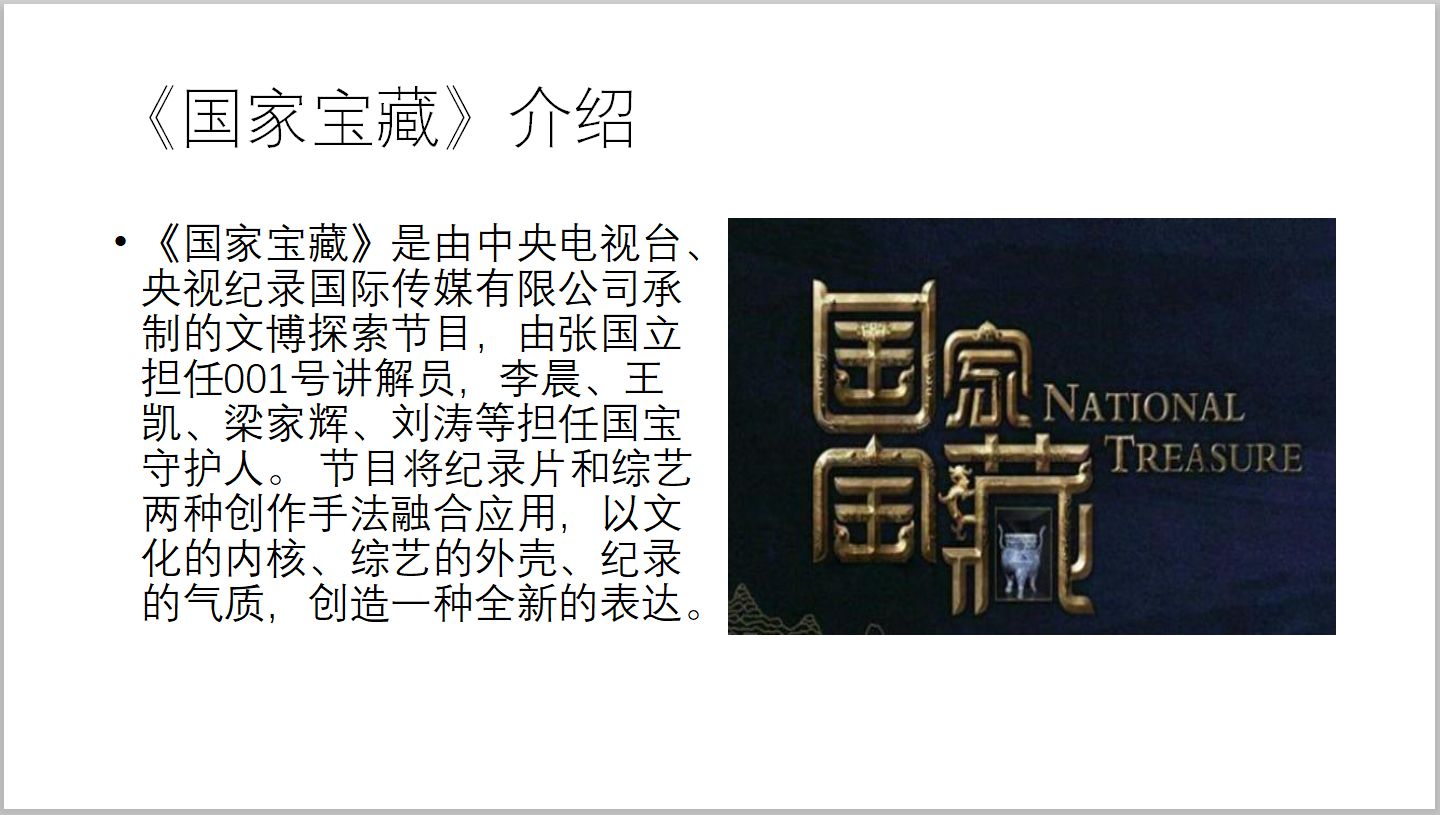 《国家宝藏》介绍
• 《国家宝藏》是由中央电视台、
央视纪录国际传媒有限公司承
制的文博探索节目，由张国立
担任001号讲解员，李晨、王
凯、梁家辉、刘涛等担任国宝
守护人。 节目将纪录片和综艺
两种创作手法融合应用，以文
化的内核、综艺的外壳、纪录
的气质，创造一种全新的表达。
国家
宝藏
NATIONAL
TREASURE